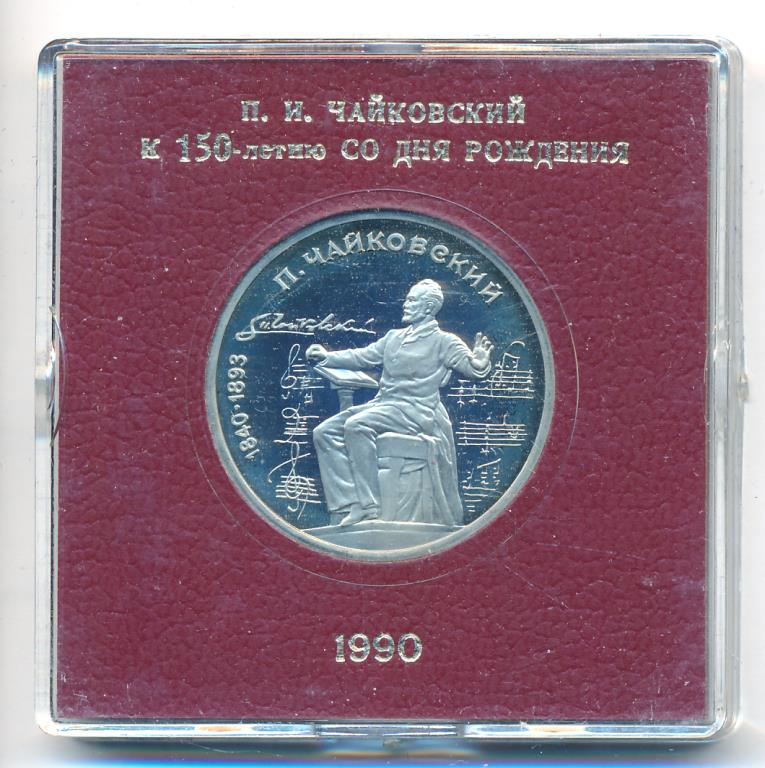 П. И. ЧАЙКОВСКИЙ
К 150-летию СО ДНЯ РОЖДЕНИЯ
П. ЧАЙКОВСКИЙ
1840·1893
1990